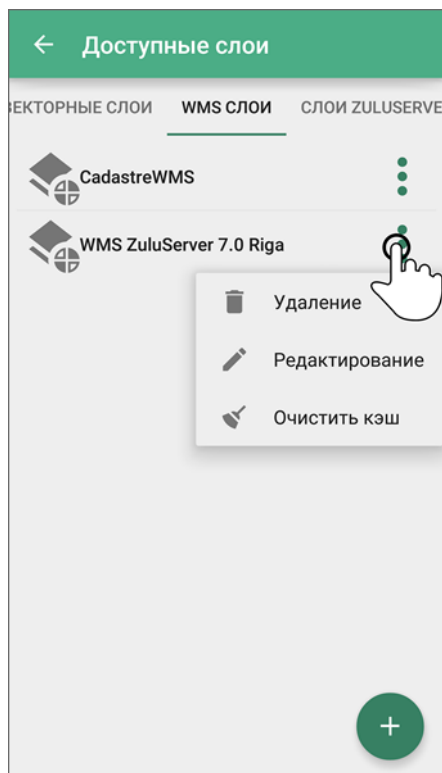 Доступные слои
ЕКТОРНЫЕ СЛОИ WMS СЛОИ СЛОИ ZULUSERVE
CadastreWMS
WMS ZuluServer 7.0 Riga
Удаление
Редактирование
Очистить кэш